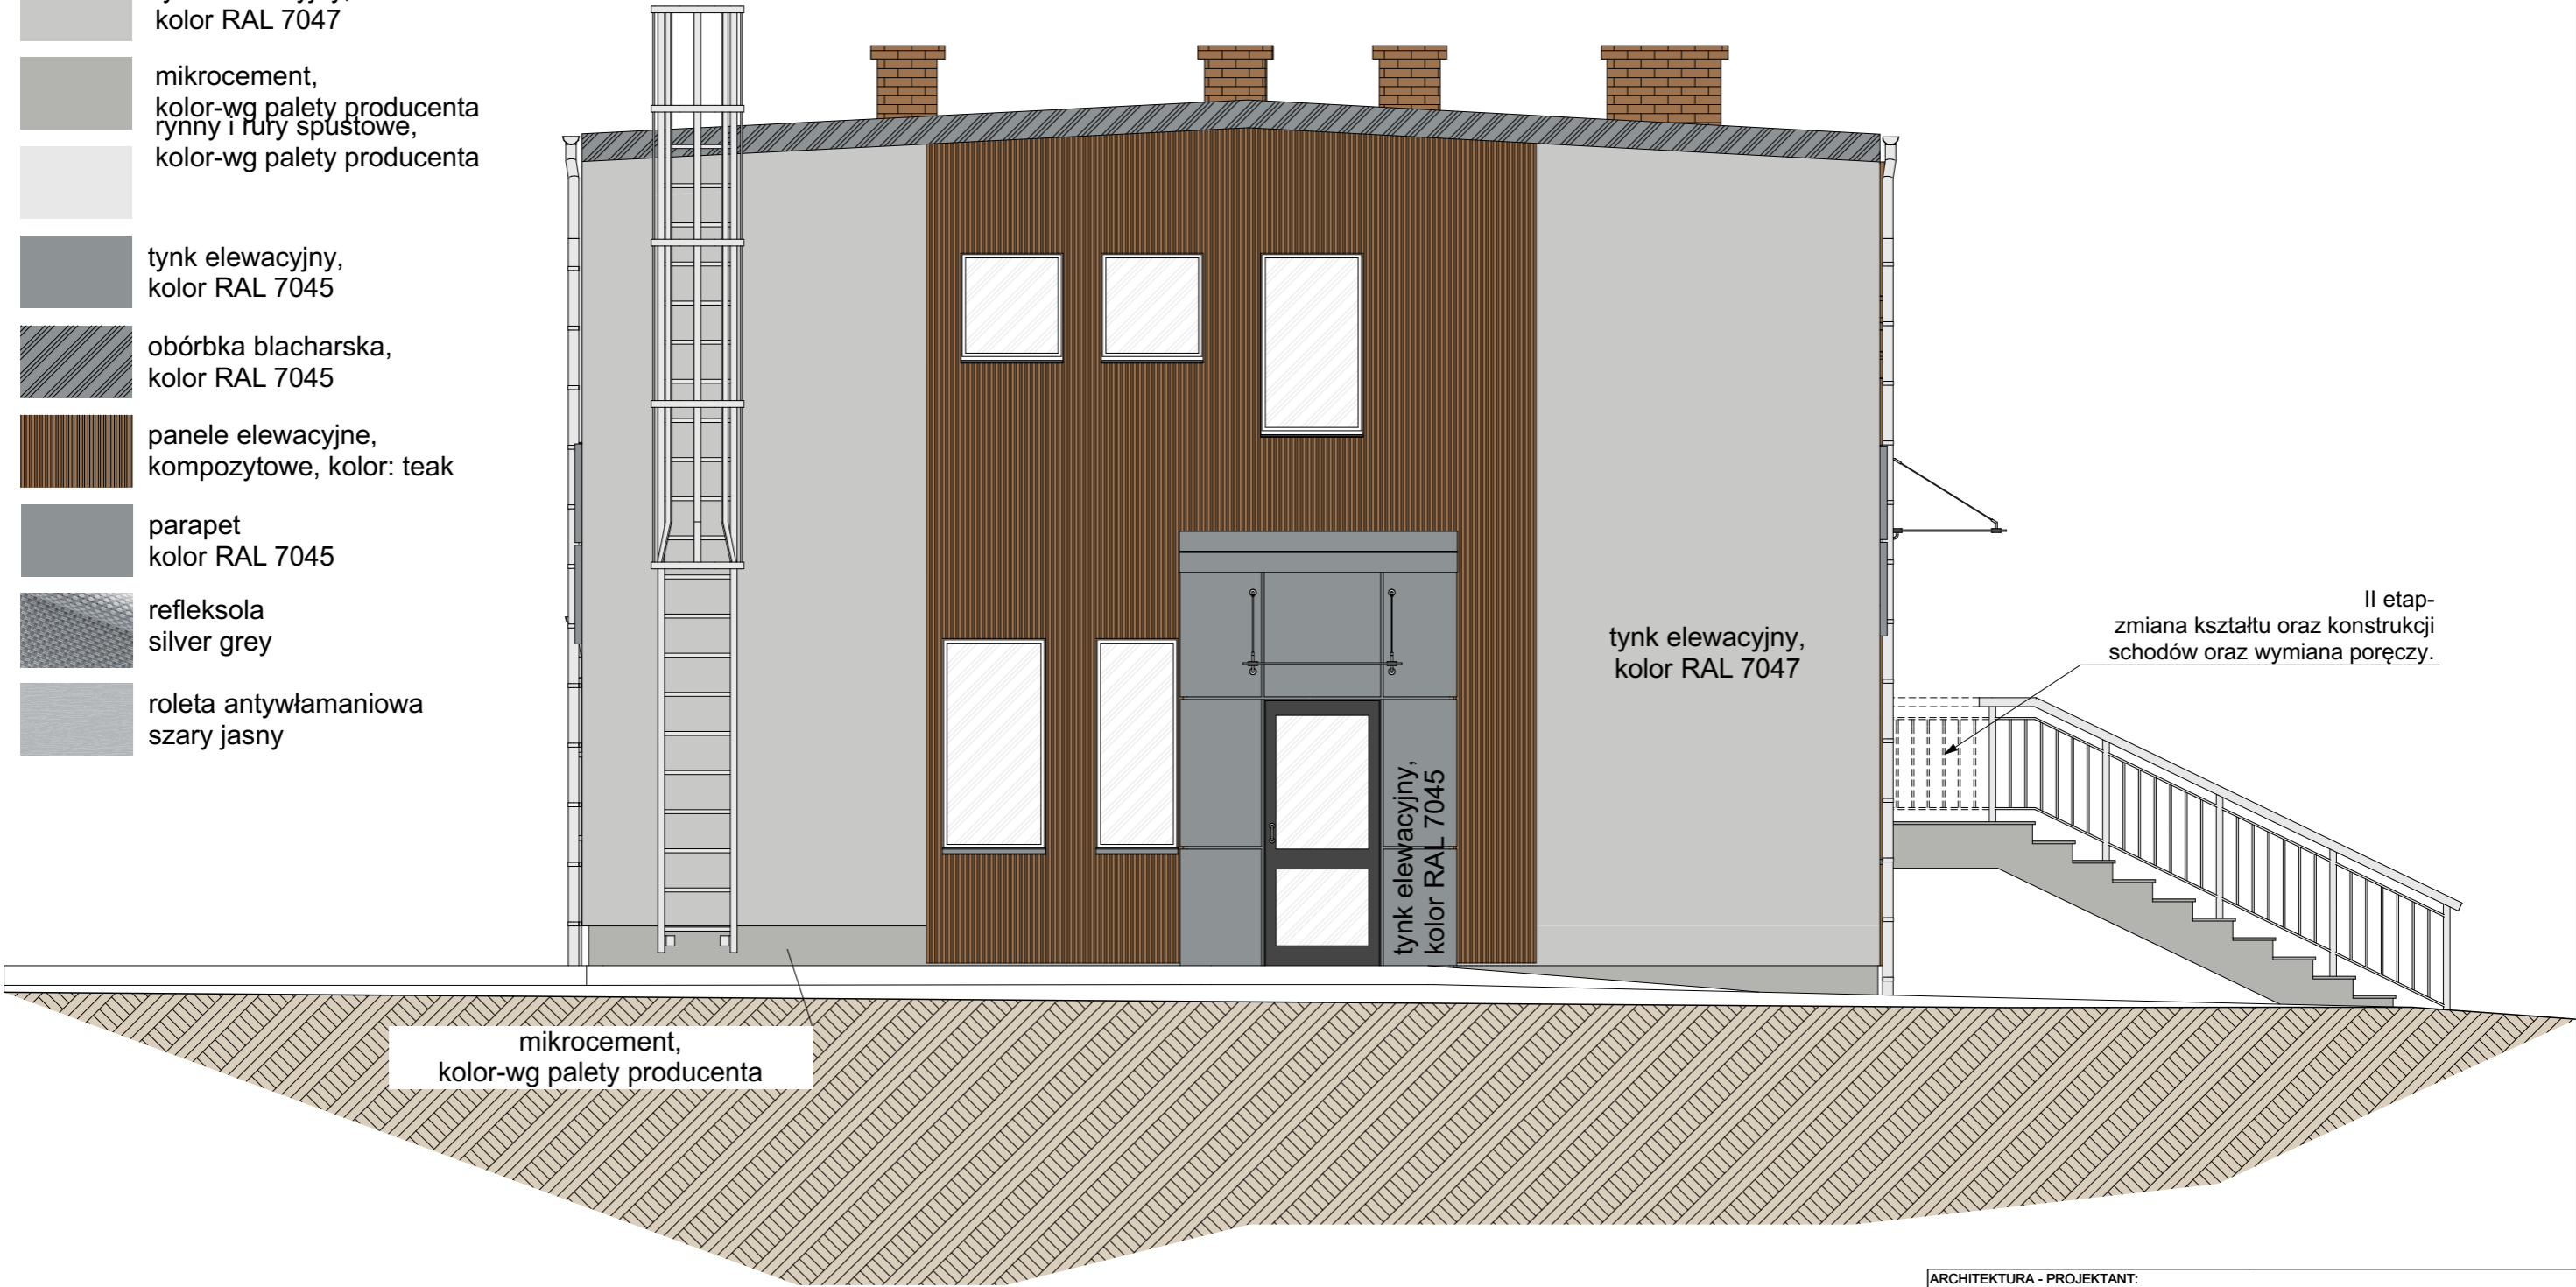 kolor RAL 7047
mikrocement,
kolor-wg palety producenta
rynny i rury spustowe,
kolor-wg palety producenta
tynk elewacyjny,
kolor RAL 7045
obórbka blacharska,
kolor RAL 7045
panele elewacyjne,
kompozytowe, kolor: teak
parapet
kolor RAL 7045
refleksola
silver grey
roleta antywłamaniowa
szary jasny
tynk elewacyjny,
kolor RAL 7047
tynk elewacyjny,
kolor RAL 7045
II etap-
zmiana kształtu oraz konstrukcji
schodów oraz wymiana poręczy.
mikrocement,
kolor-wg palety producenta
ARCHITEKTURA - PROJEKTANT: